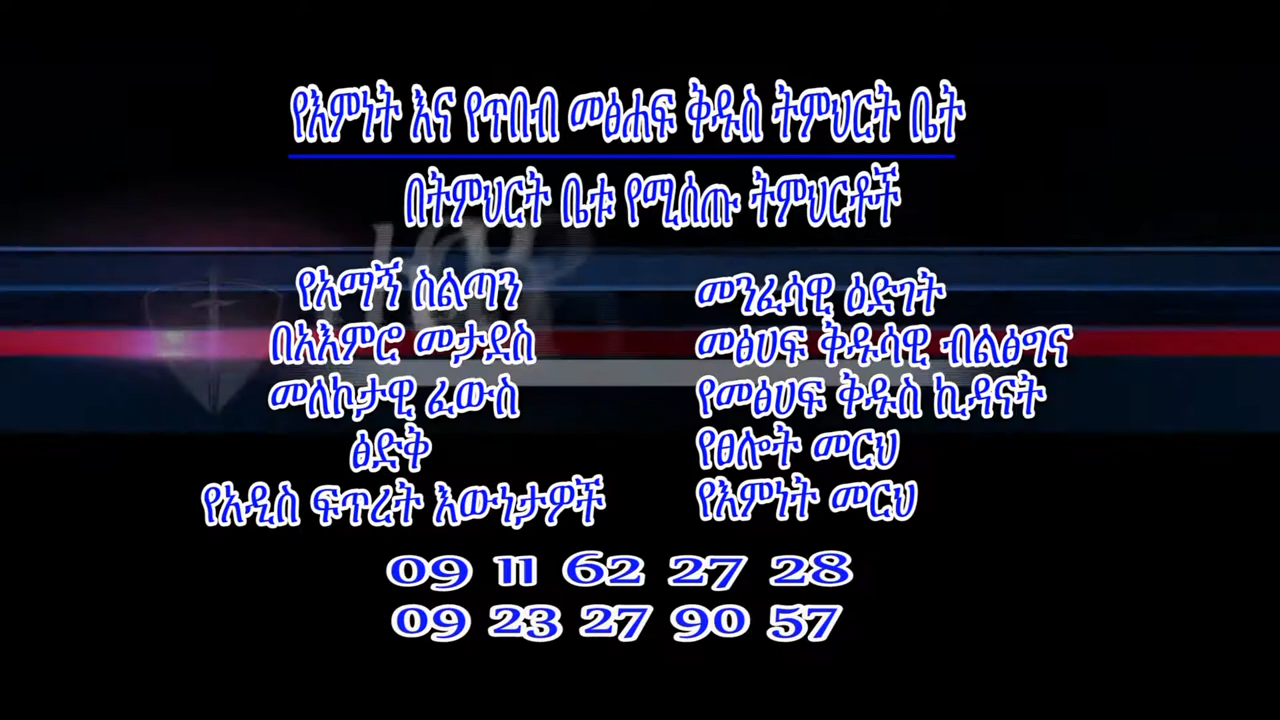 የእምነት እና የጥበብ መፅሐፍ ቅዱስ ትምህርት ቤት
በትምህርት ቤቱ የሚሰጡ ትምህርቶች
የአማኝ ስልጣን
በአእምሮ መታደስ
መለኮታዊ ፈውስ
ፅድቅ
የአዲስ ፍጥረት እውነታዎች
መንፈሳዊ ዕድገት
መፅሀፍ ቅዱሳዊ ብልፅግና
የመፅሀፍ ቅዱስ ኪዳናት
የፀሎት መርህ
የእምነት መርህ
09 11 62 27 28
09 23 27 90 57